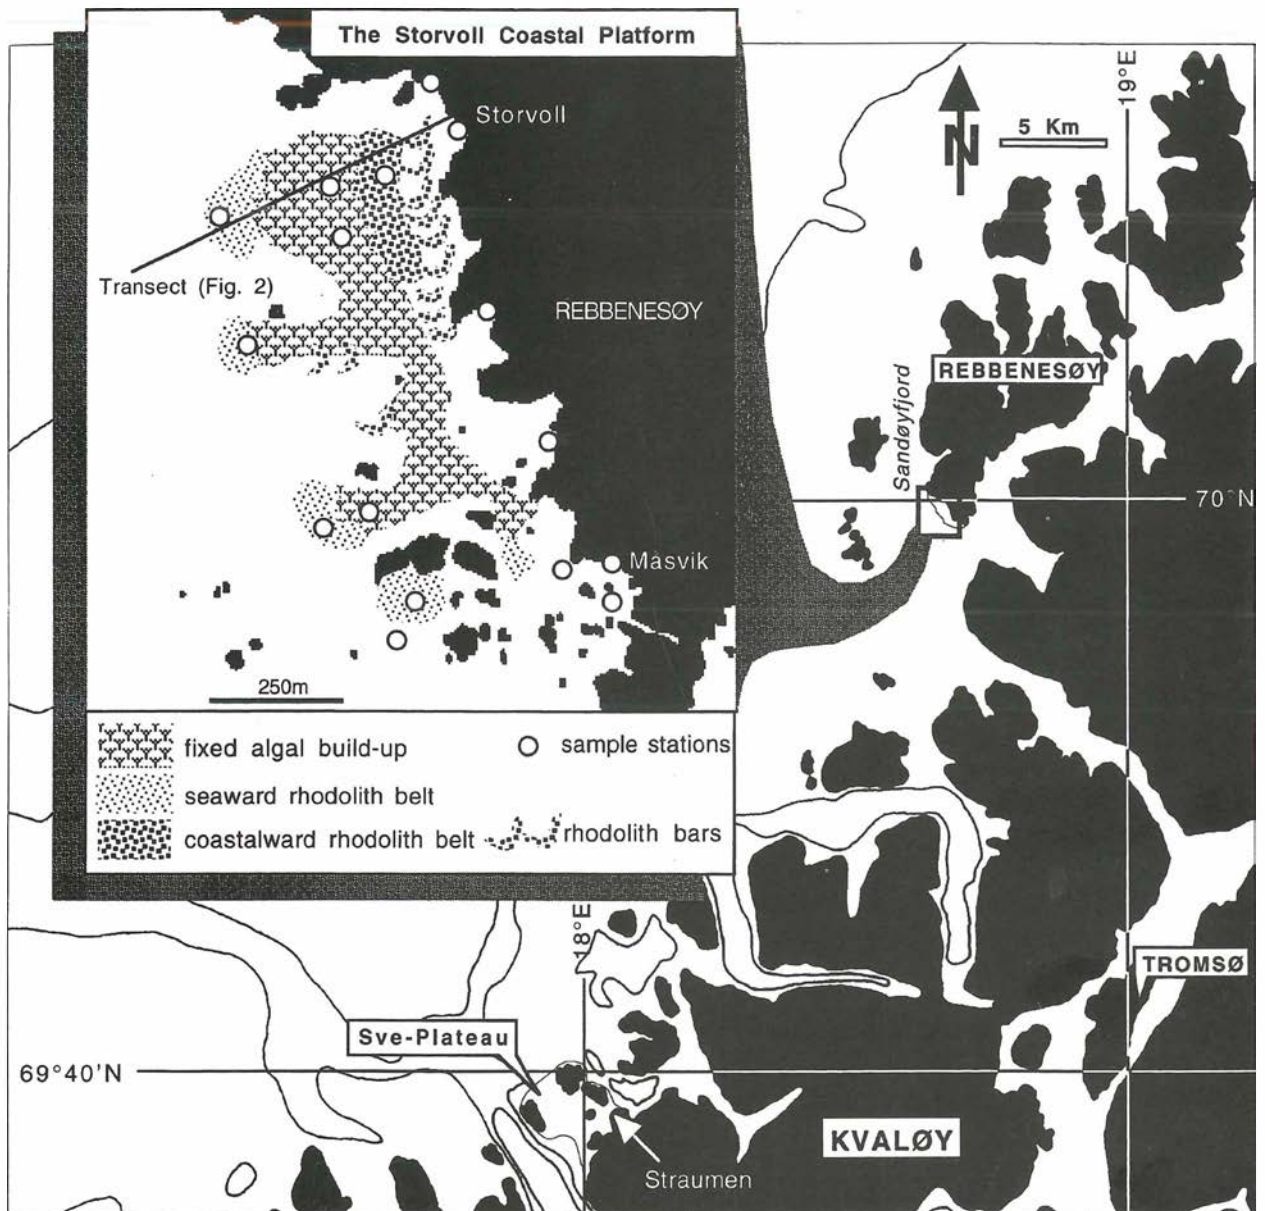 The Storvoll Coastal Platform
Storvoll
Transect (Fig. 2)
REBBENESØY
Måsvik
250m
fixed algal build-up
sample stations
seaward rhodolith belt
coastalward rhodolith belt
rhodolith bars
N
5 Km
19°E
REBBENESØY
Sandøyfjord
70°N
18°E
TROMSØ
Sve-Plateau
69°40'N
KVALØY
Straumen